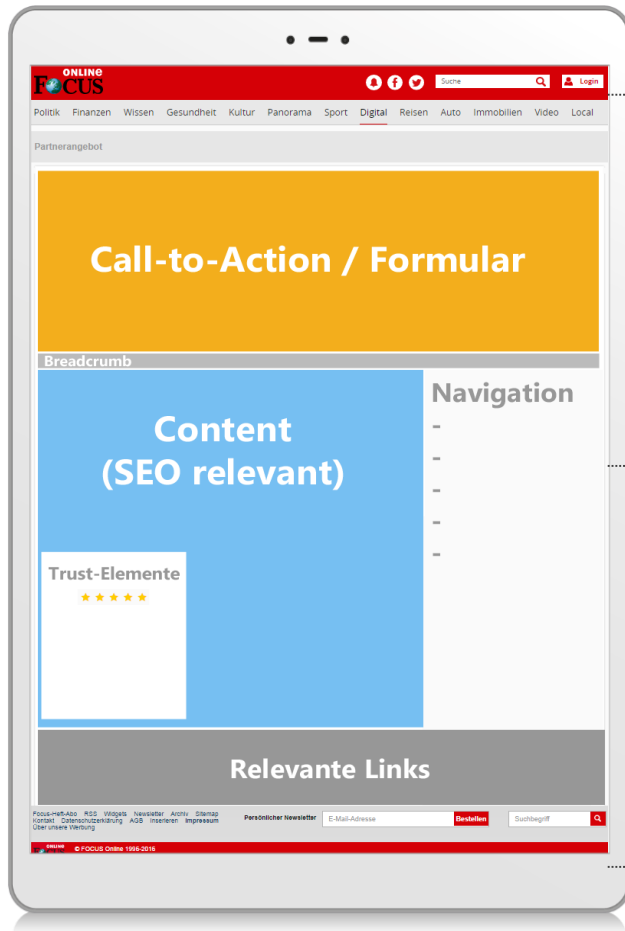 ONLINE
FOCUS
Suche
Login
Politik Finanzen Wissen Gesundheit Kultur Panorama Sport Digital Reisen Auto Immobilien Video Local
Partnerangebot
Call-to-Action / Formular
Breadcrumb
Content
(SEO relevant)
Navigation
-
-
-
-
-
Trust-Elemente
Relevante Links
Focus-Heft-Abo RSS Widgets Newsletter Archiv Sitemap
Kontakt Datenschutzerklärung AGB Inserieren Impressum
Über unsere Werbung
Persönlicher Newsletter
E-Mail-Adresse
Bestellen
Suchbegriff
ONLINE
© FOCUS Online 1996-2016